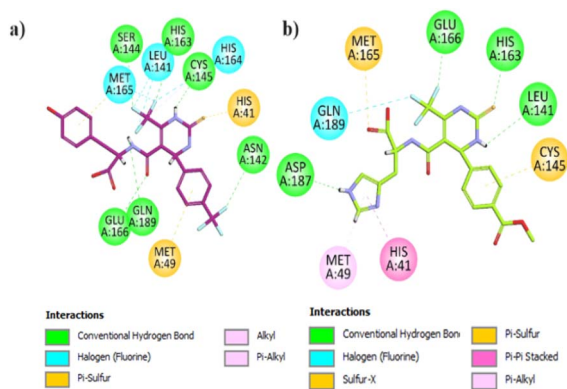 a)
SER
A:144
HIS
A:163
LEU
A:141
HIS
A:164
MET
A:165
CYS
A:145
HIS
A:41
ASN
A:142
GLU
A:166
GLN
A:189
MET
A:49
Interactions
Conventional Hydrogen Bond
Halogen (Fluorine)
Pi-Sulfur
Alkyl
Pi-Alkyl
b)
MET
A:165
GLU
A:166
HIS
A:163
GLN
A:189
LEU
A:141
ASP
A:187
CYS
A:145
MET
A:49
HIS
A:41
Interactions
Conventional Hydrogen Bon
Halogen (Fluorine)
Sulfur-X
Pi-Sulfur
Pi-Pi Stacked
Pi-Alkyl